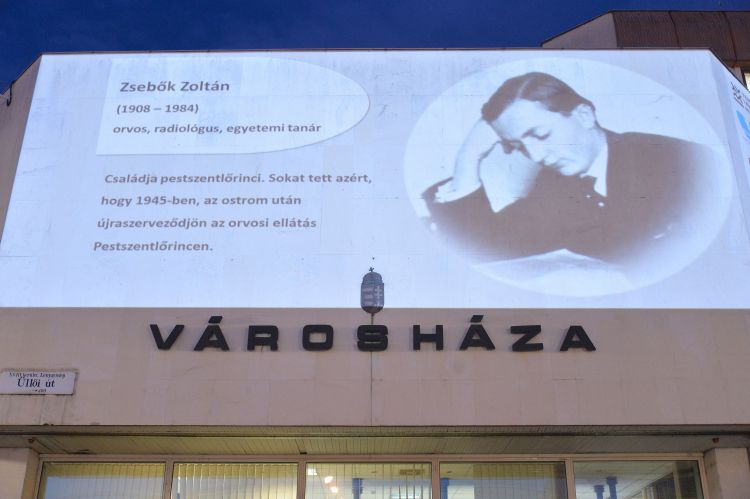 Zsebők Zoltán
(1908 – 1984)
orvos, radiológus, egyetemi tanár
Családja pestszentlőrinci. Sokat tett azért,
hogy 1945-ben, az ostrom után
újraszerveződjön az orvosi ellátás
Pestszentlőrincen.
VÁROSHÁZA
Üllői út